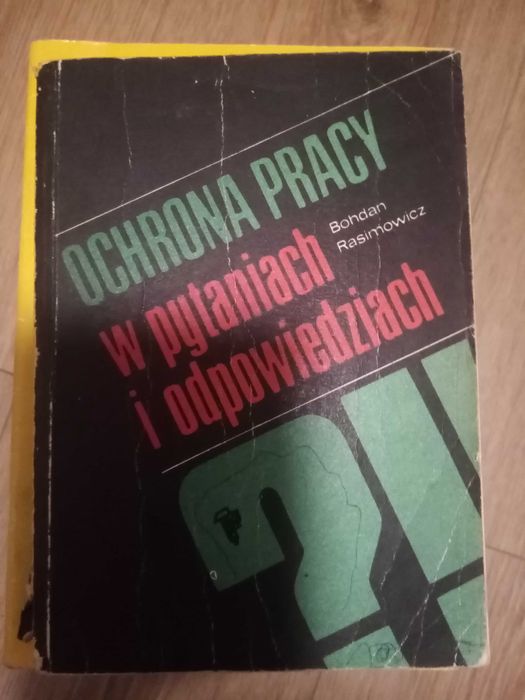 OCHRONA PRACY
Bohdan
Rasimowicz
w pytaniach
i odpowiedziach
?!